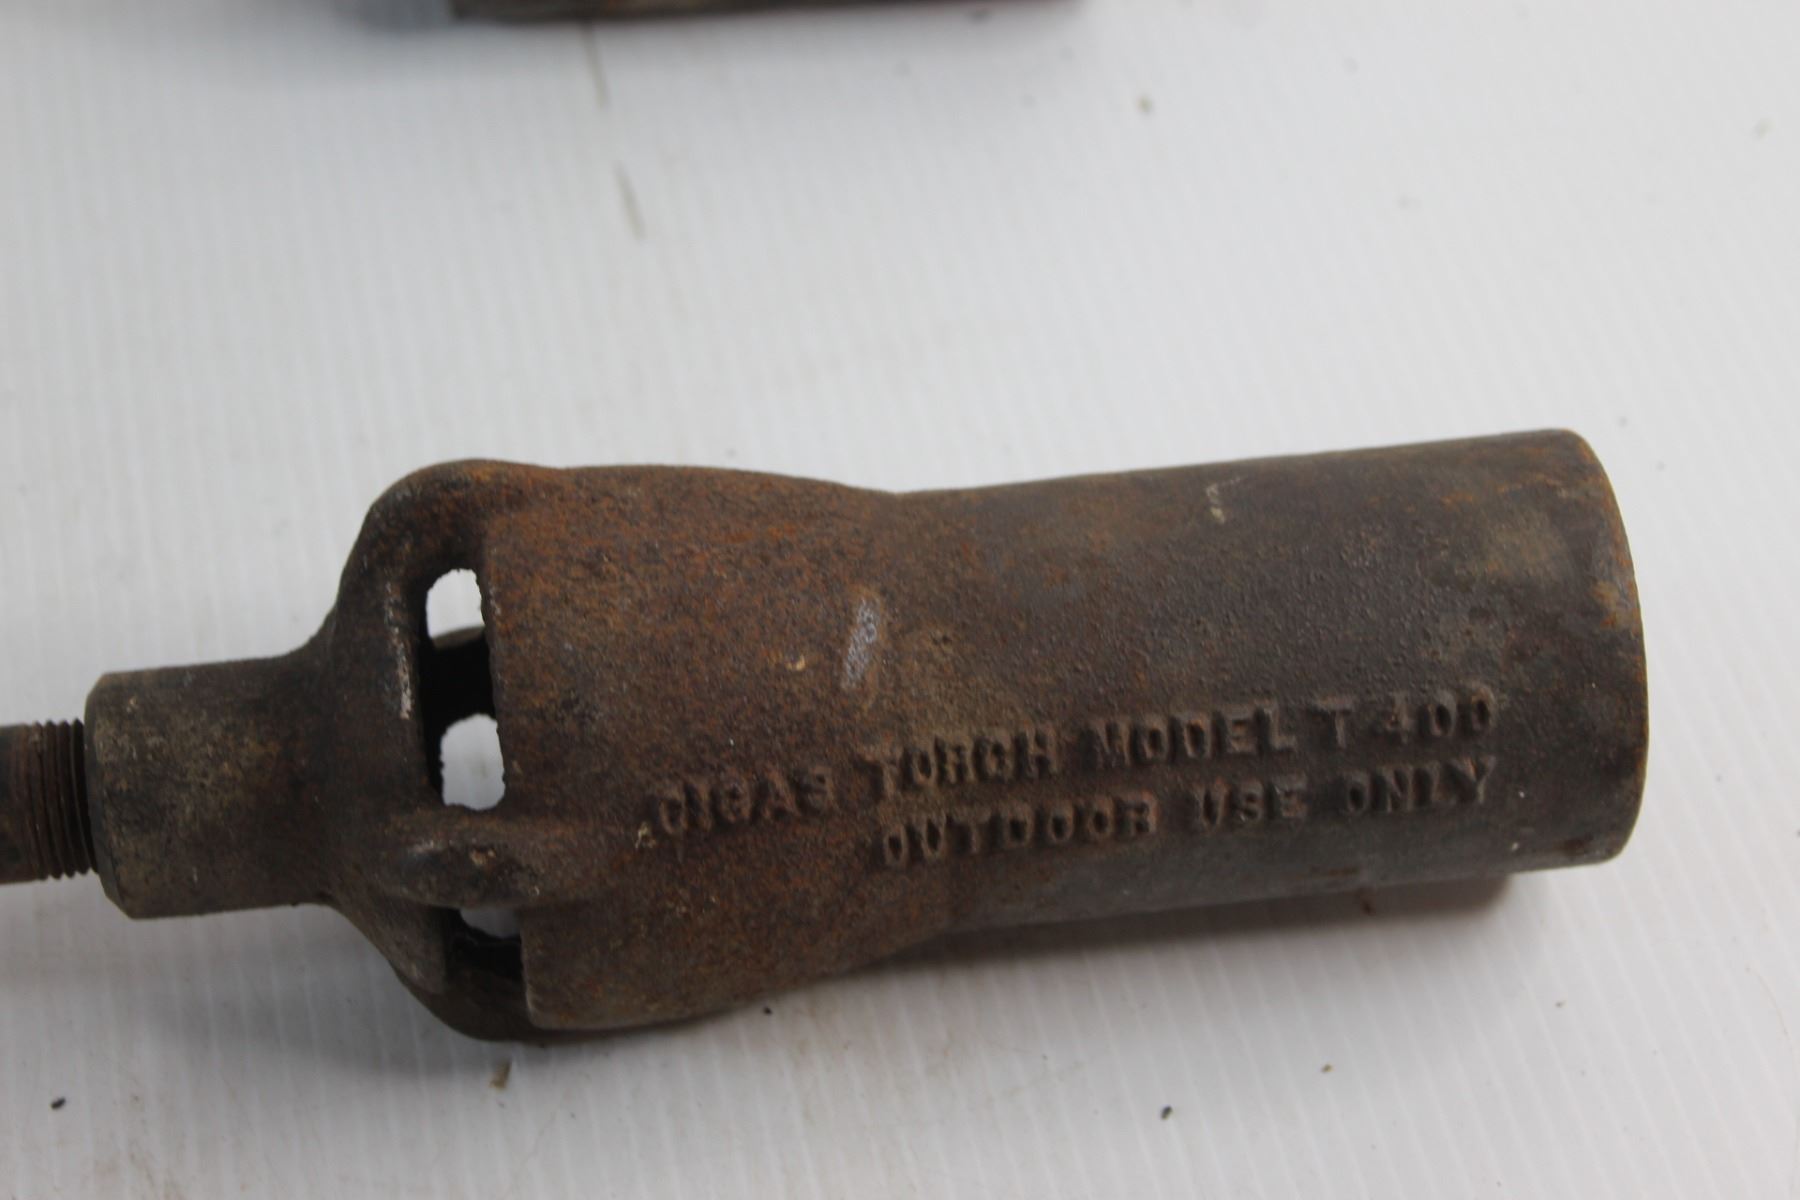 CIGAS TORCH MODEL T 400
OUTDOOR USE ONLY